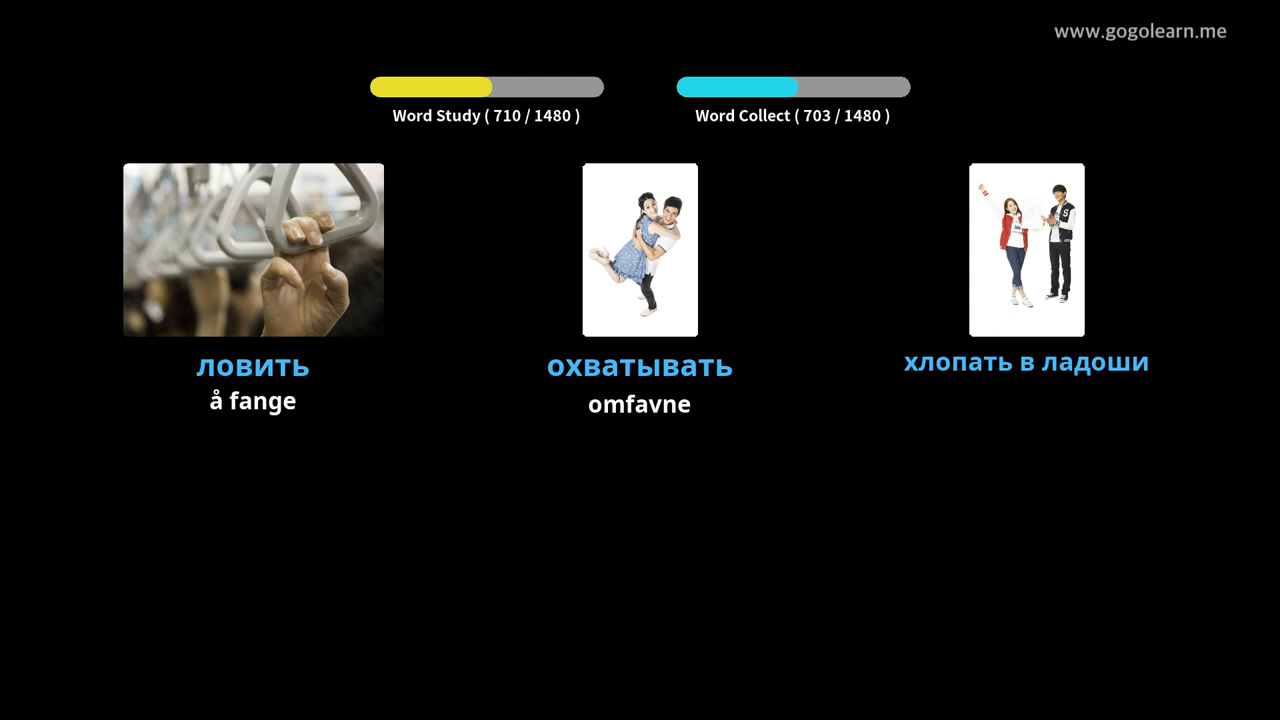 www.gogolearn.me
Word Study ( 710 / 1480 )
Word Collect ( 703 / 1480 )
ловить
å fange
охватывать
omfavne
хлопать в ладоши